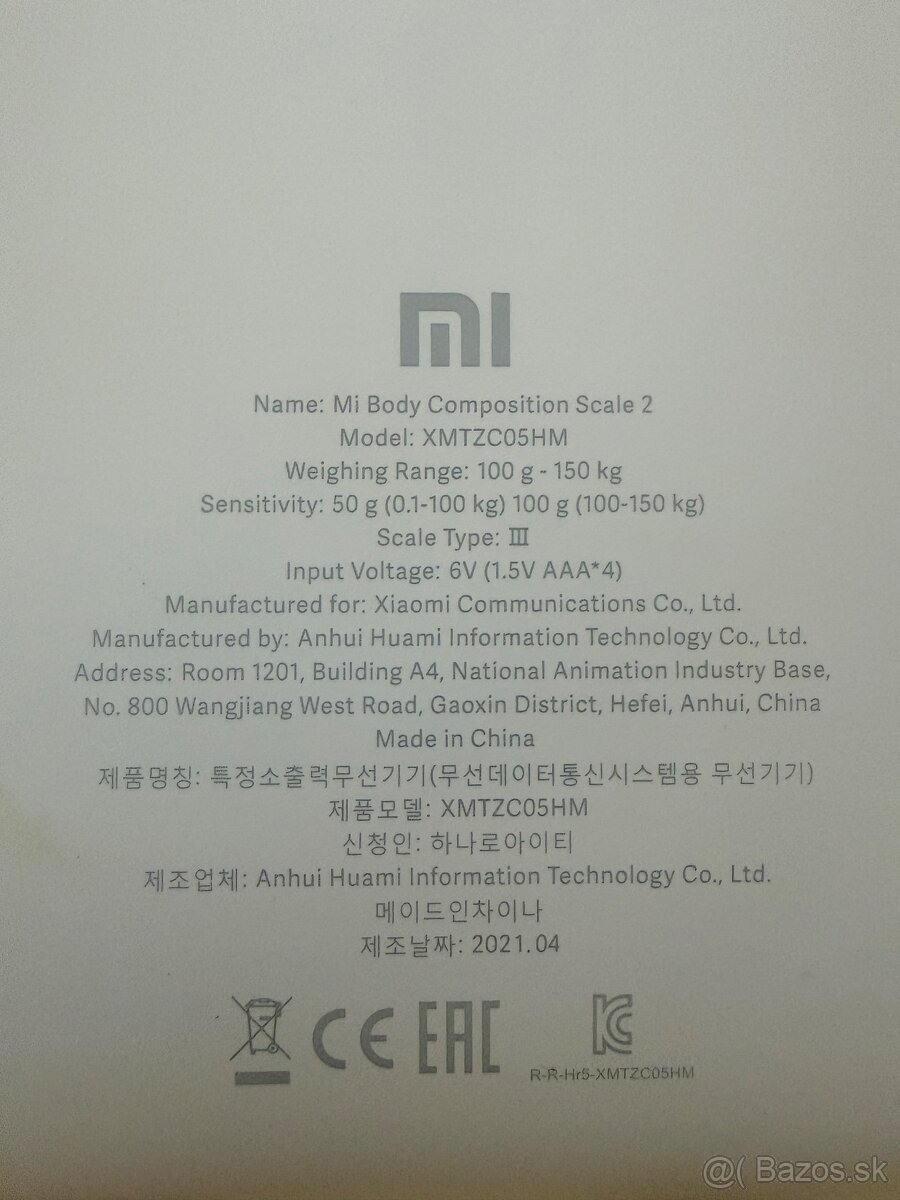 mi
Name: Mi Body Composition Scale 2
Model: XMTZC05HM
Weighing Range: 100 g - 150 kg
Sensitivity: 50 g (0.1-100 kg) 100 g (100-150 kg)
Scale Type: Ⅲ
Input Voltage: 6V (1.5V AAA*4)
Manufactured for: Xiaomi Communications Co., Ltd.
Manufactured by: Anhui Huami Information Technology Co., Ltd.
Address: Room 1201, Building A4, National Animation Industry Base,
No. 800 Wangjiang West Road, Gaoxin District, Hefei, Anhui, China
Made in China
제품명칭: 특정소출력무선기기(무선데이터통신시스템용 무선기기)
제품모델: XMTZC05HM
신청인: 하나로아이티
제조업체: Anhui Huami Information Technology Co., Ltd.
메이드인차이나
제조날짜: 2021.04
CE EAC KC
R-R-Hr5-XMTZC05HM
@( Bazos.sk